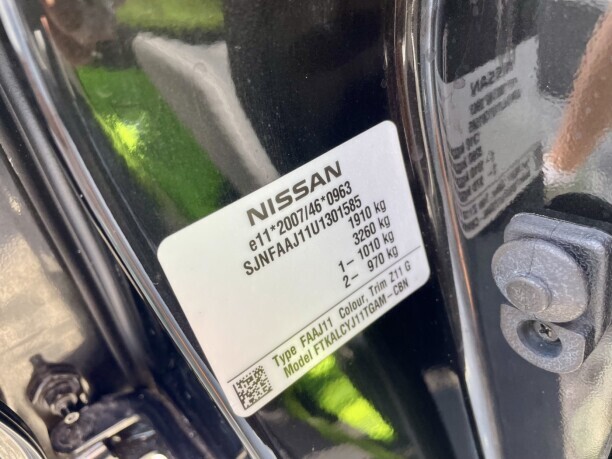 NISSAN
e11*2007/46*0963
SJNFAAJ11U1301585
1910 kg
3260 kg
1- 1010 kg
2- 970 kg
Type FAAJ11 Colour, Trim Z11 G
Model FTKALCYJ11TGAM-CBN
NISSAN